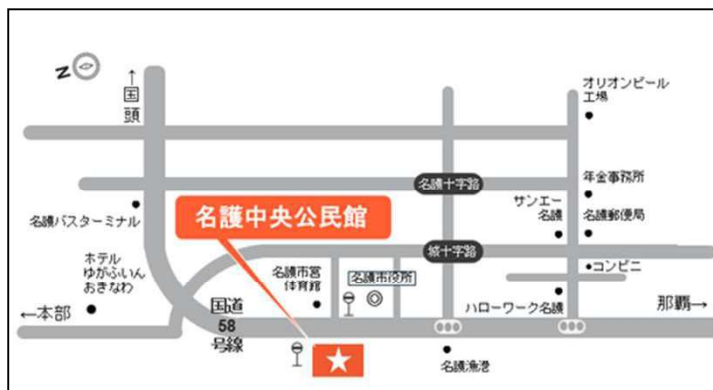 N
↑
国
頭
オリオンビール
工場
名護十字路
年金事務所
サンエー
名護
名護郵便局
名護バスターミナル
名護中央公民館
城十字路
ホテル
ゆがふいん
おきなわ
名護市営
体育館
名護市役所
コンビニ
ハローワーク名護
←本部
国道
58
号線
那覇→
名護漁港